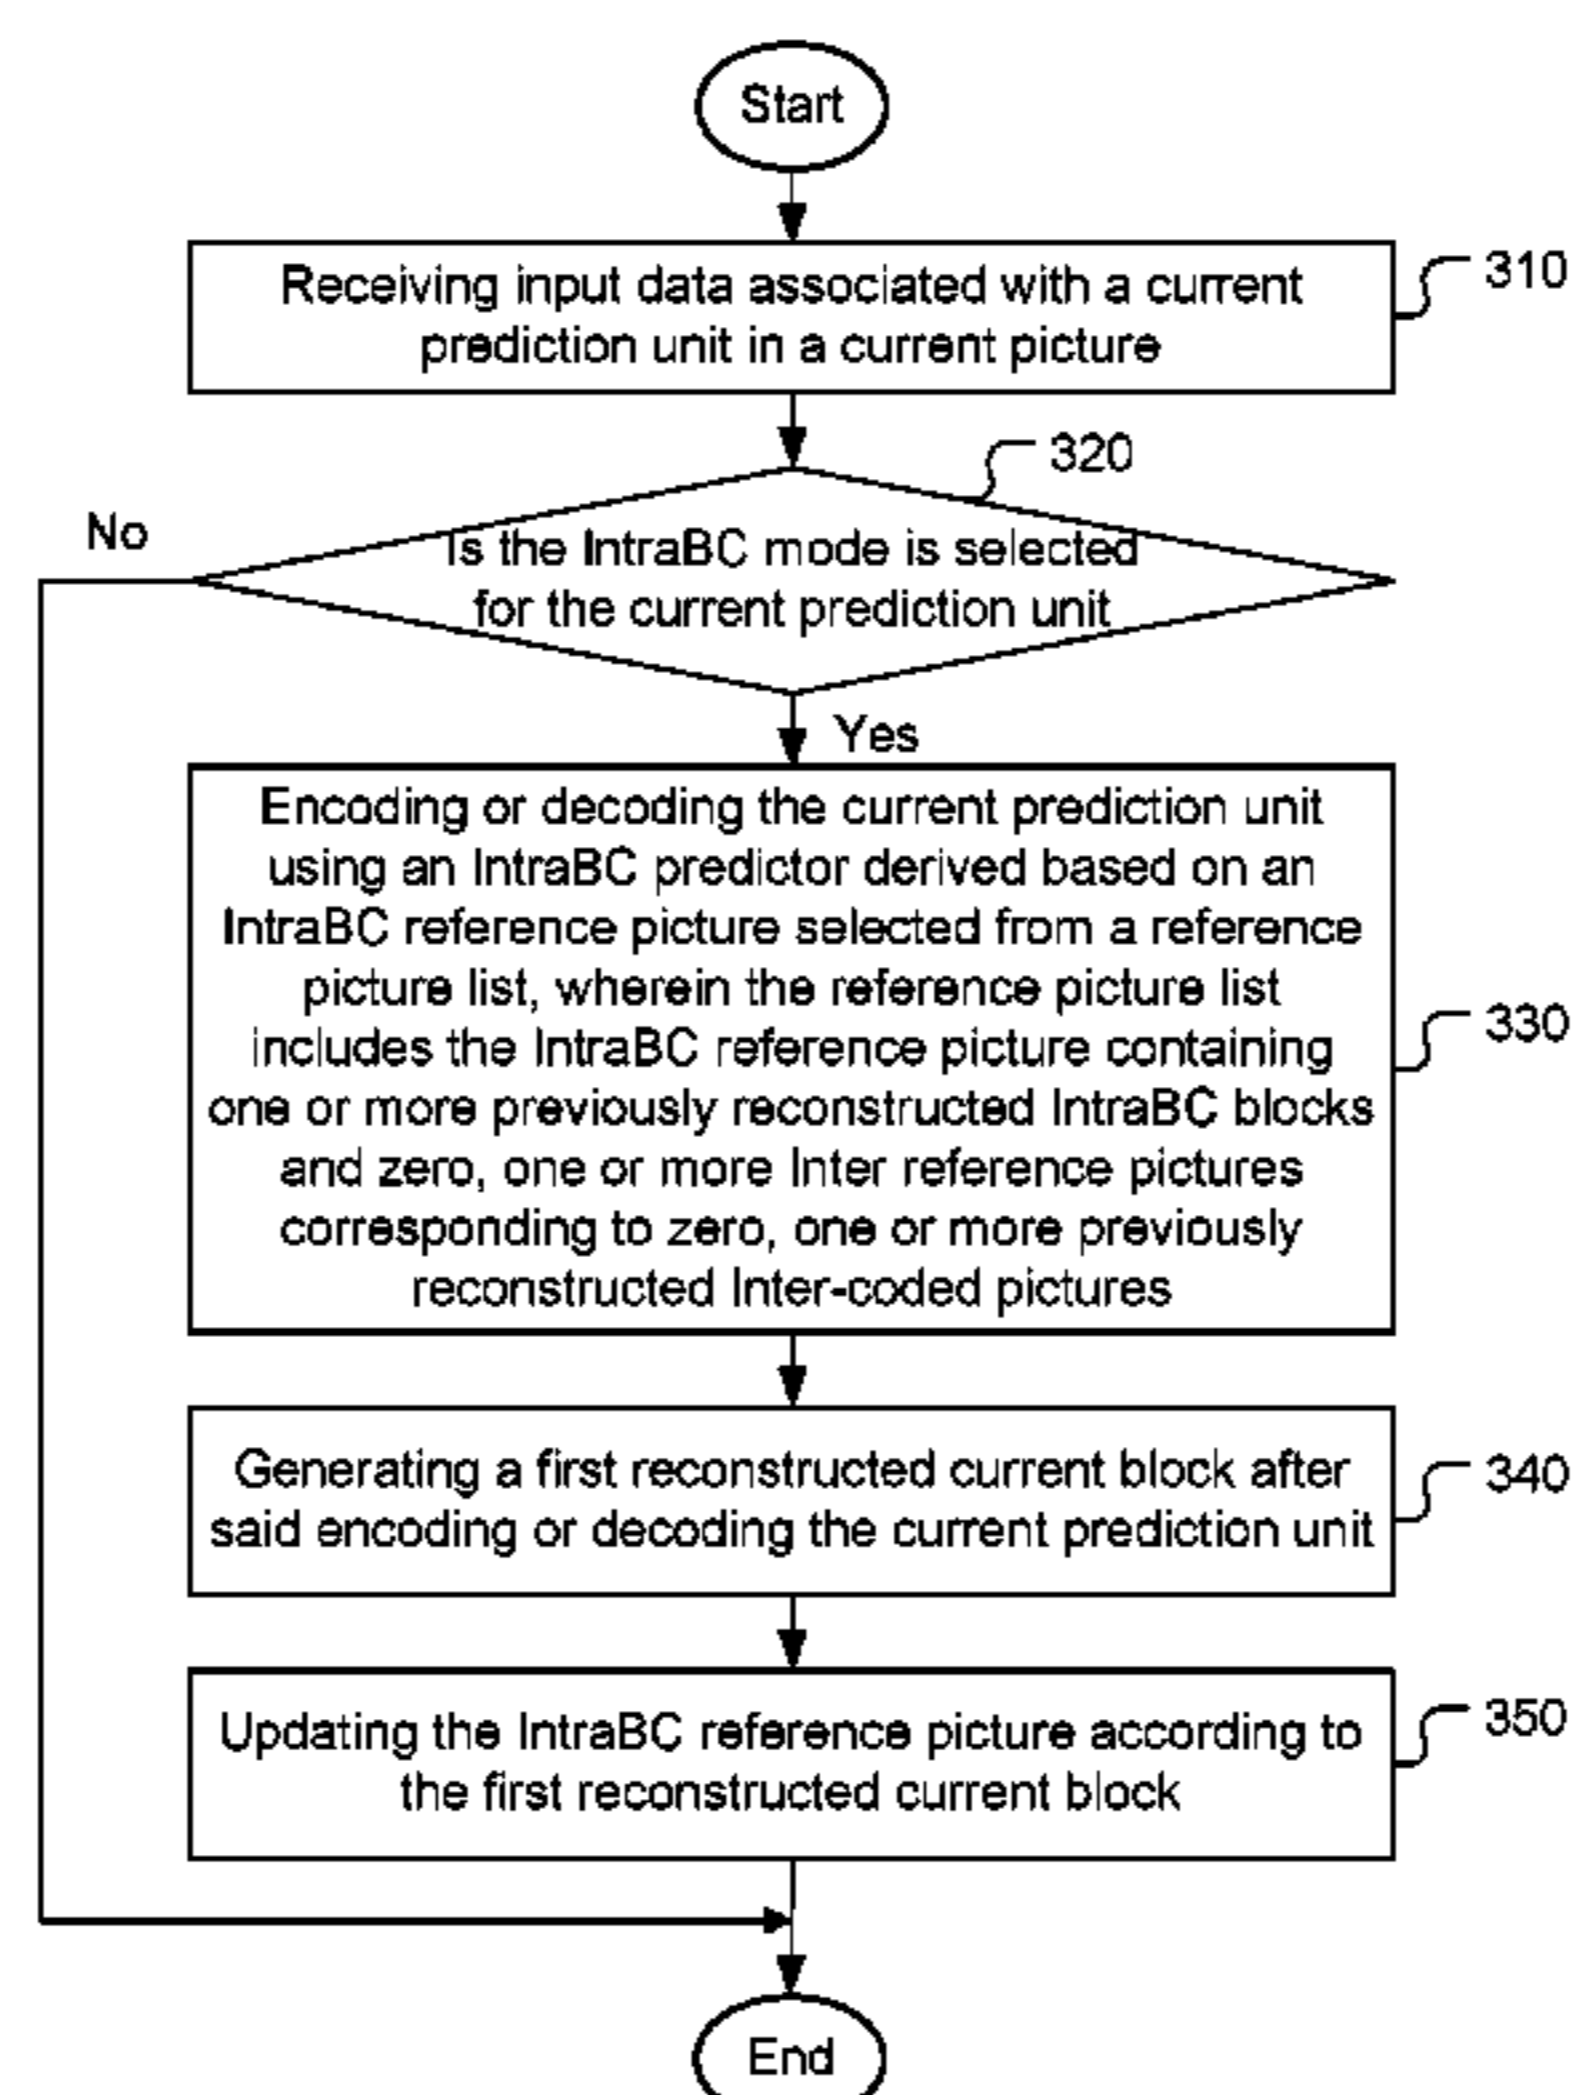 Start
Receiving input data associated with a current
prediction unit in a current picture
310
320
No
Is the IntraBC mode is selected
for the current prediction unit
Yes
Encoding or decoding the current prediction unit
using an IntraBC predictor derived based on an
IntraBC reference picture selected from a reference
picture list, wherein the reference picture list
includes the IntraBC reference picture containing
one or more previously reconstructed IntraBC blocks
and zero, one or more Inter reference pictures
corresponding to zero, one or more previously
reconstructed Inter-coded pictures
330
Generating a first reconstructed current block after
said encoding or decoding the current prediction unit
340
Updating the IntraBC reference picture according to
the first reconstructed current block
350
End